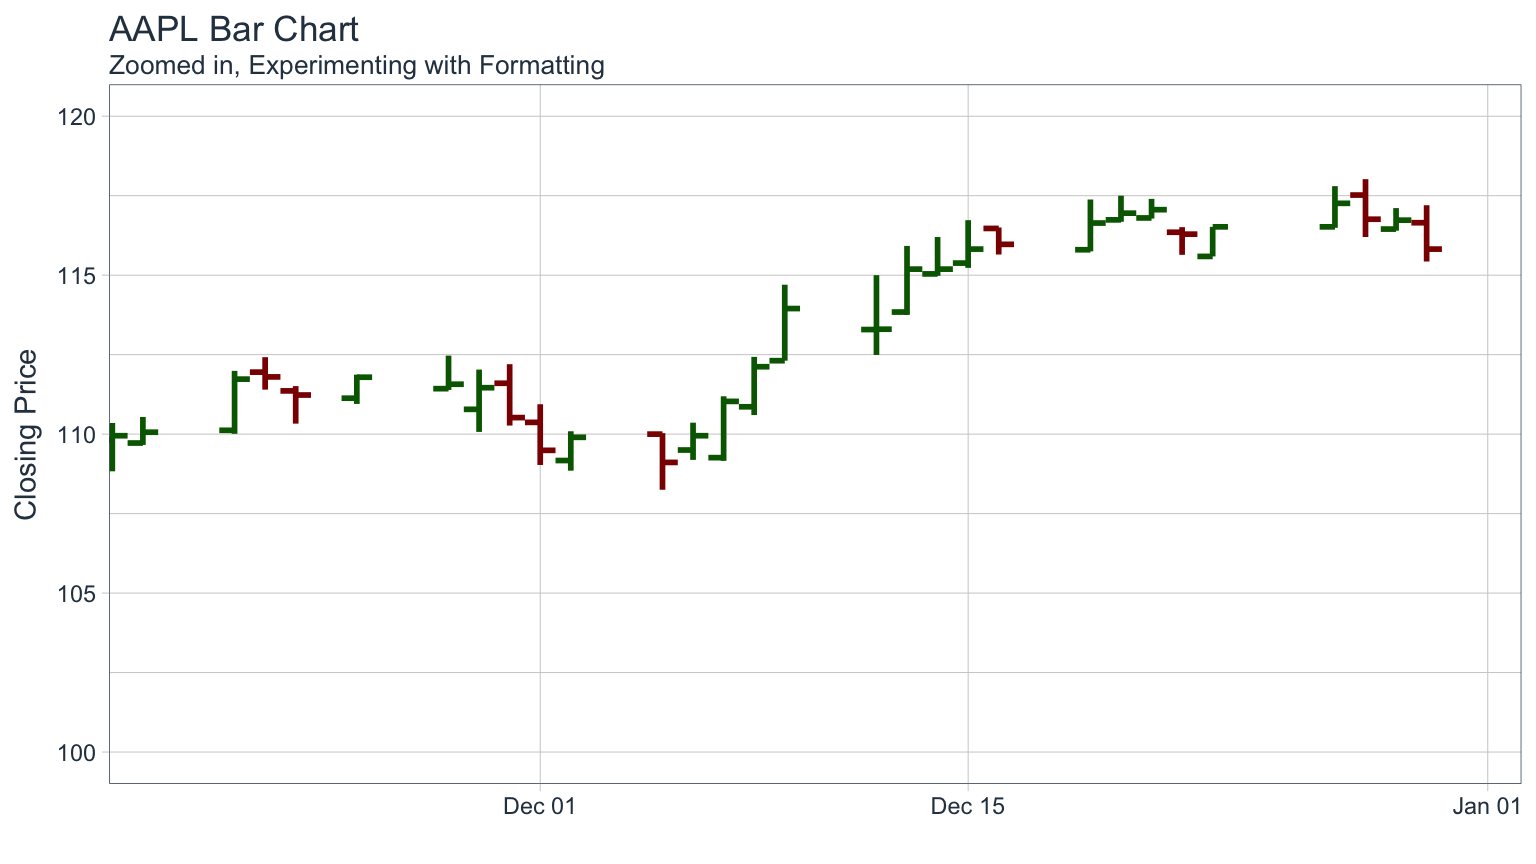 AAPL Bar Chart
Zoomed in, Experimenting with Formatting
Closing Price
120
115
110
105
100
Dec 01
Dec 15
Jan 01